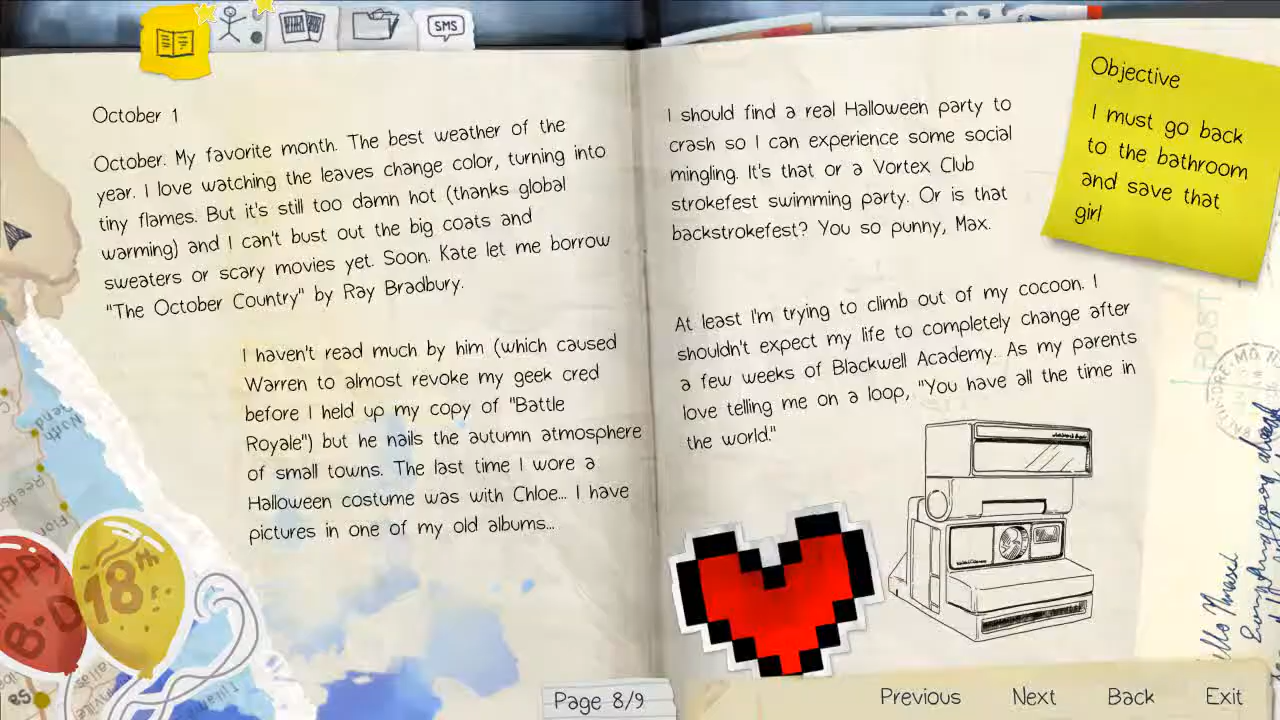 SMS
October 1
October. My favorite month. The best weather of the
year. I love watching the leaves change color, turning into
tiny flames. But it's still too damn hot (thanks global
warming) and I can't bust out the big coats and
sweaters or scary movies yet. Soon. Kate let me borrow
"The October Country" by Ray Bradbury.
I haven't read much by him (which caused
Warren to almost revoke my geek cred
before I held up my copy of "Battle
Royale") but he nails the autumn atmosphere
of small towns. The last time I wore a
Halloween costume was with Chloe... I have
pictures in one of my old albums...
I should find a real Halloween party to
crash so I can experience some social
mingling. It's that or a Vortex Club
strokefest swimming party. Or is that
backstrokefest? You so punny, Max.
At least I'm trying to climb out of my cocoon. I
shouldn't expect my life to completely change after
a few weeks of Blackwell Academy. As my parents
love telling me on a loop, "You have all the time in
the world."
Objective
I must go back
to the bathroom
and save that
girl
18th
POST
North
Page 8/9
Previous
Next
Back
Exit